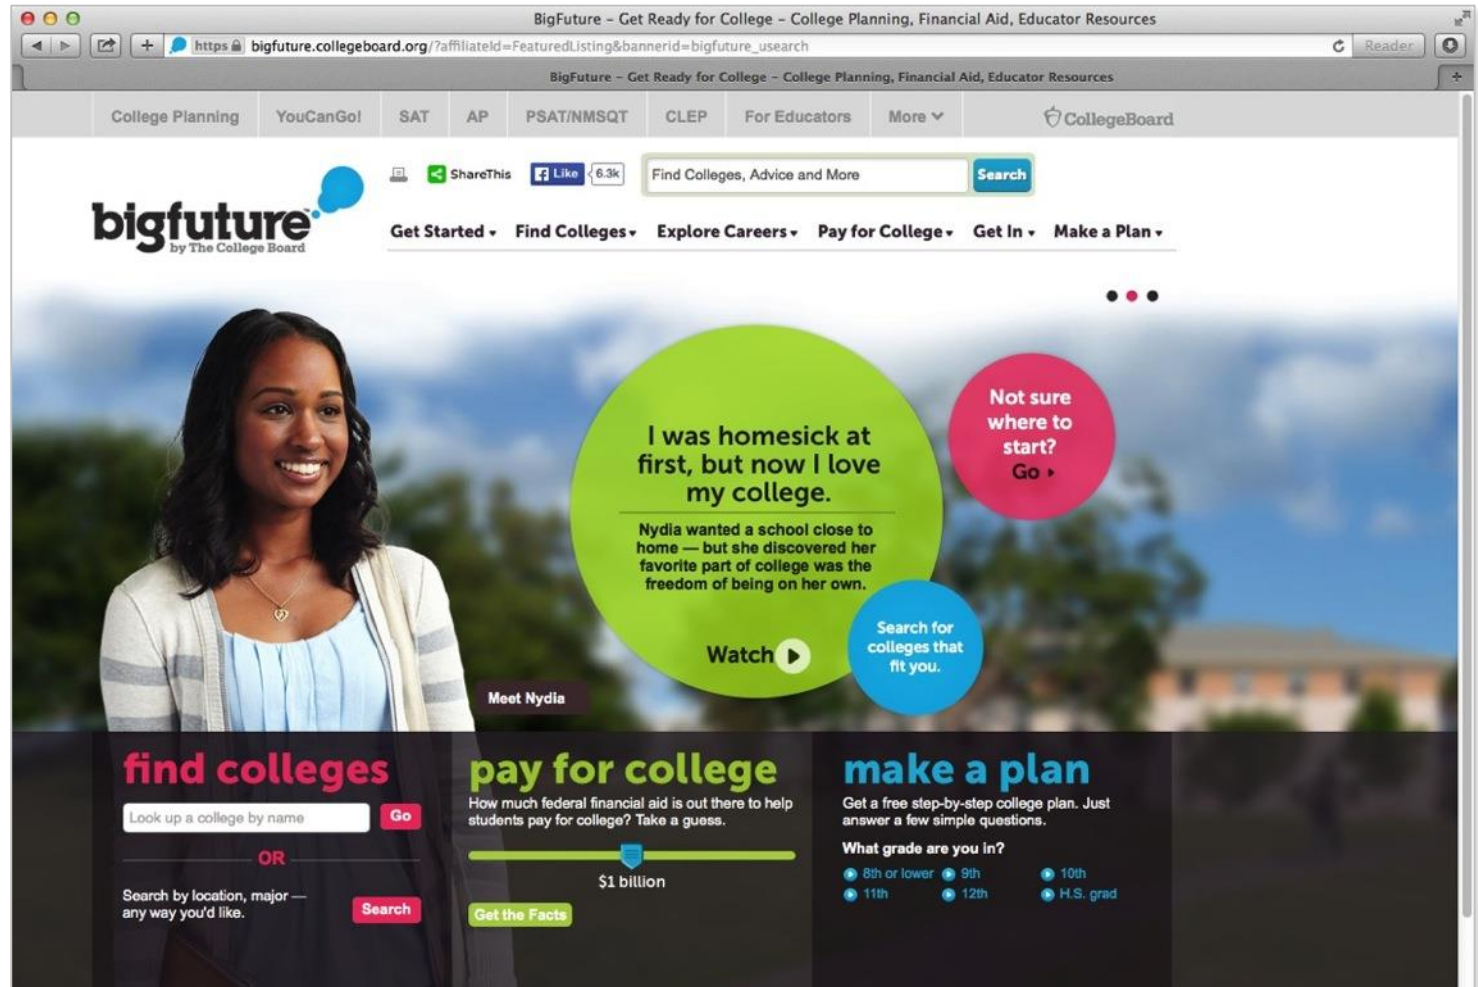 BigFuture – Get Ready for College – College Planning, Financial Aid, Educator Resources
https bigfuture.collegeboard.org/?affiliateId=FeaturedListing&bannerid=bigfuture_usearch
Reader
BigFuture – Get Ready for College – College Planning, Financial Aid, Educator Resources
College Planning YouCanGo! SAT AP PSAT/NMSQT CLEP For Educators More CollegeBoard
ShareThis Like 6.3k Find Colleges, Advice and More Search
bigfuture
by The College Board
Get Started Find Colleges Explore Careers Pay for College Get In Make a Plan
I was homesick at
first, but now I love
my college.
Nydia wanted a school close to
home — but she discovered her
favorite part of college was the
freedom of being on her own.
Watch
Not sure
where to
start?
Go
Search for
colleges that
fit you.
Meet Nydia
find colleges
Look up a college by name Go
OR
Search by location, major —
any way you'd like.
Search
pay for college
How much federal financial aid is out there to help
students pay for college? Take a guess.
$1 billion
Get the Facts
make a plan
Get a free step-by-step college plan. Just
answer a few simple questions.
What grade are you in?
8th or lower 9th 10th
11th 12th H.S. grad